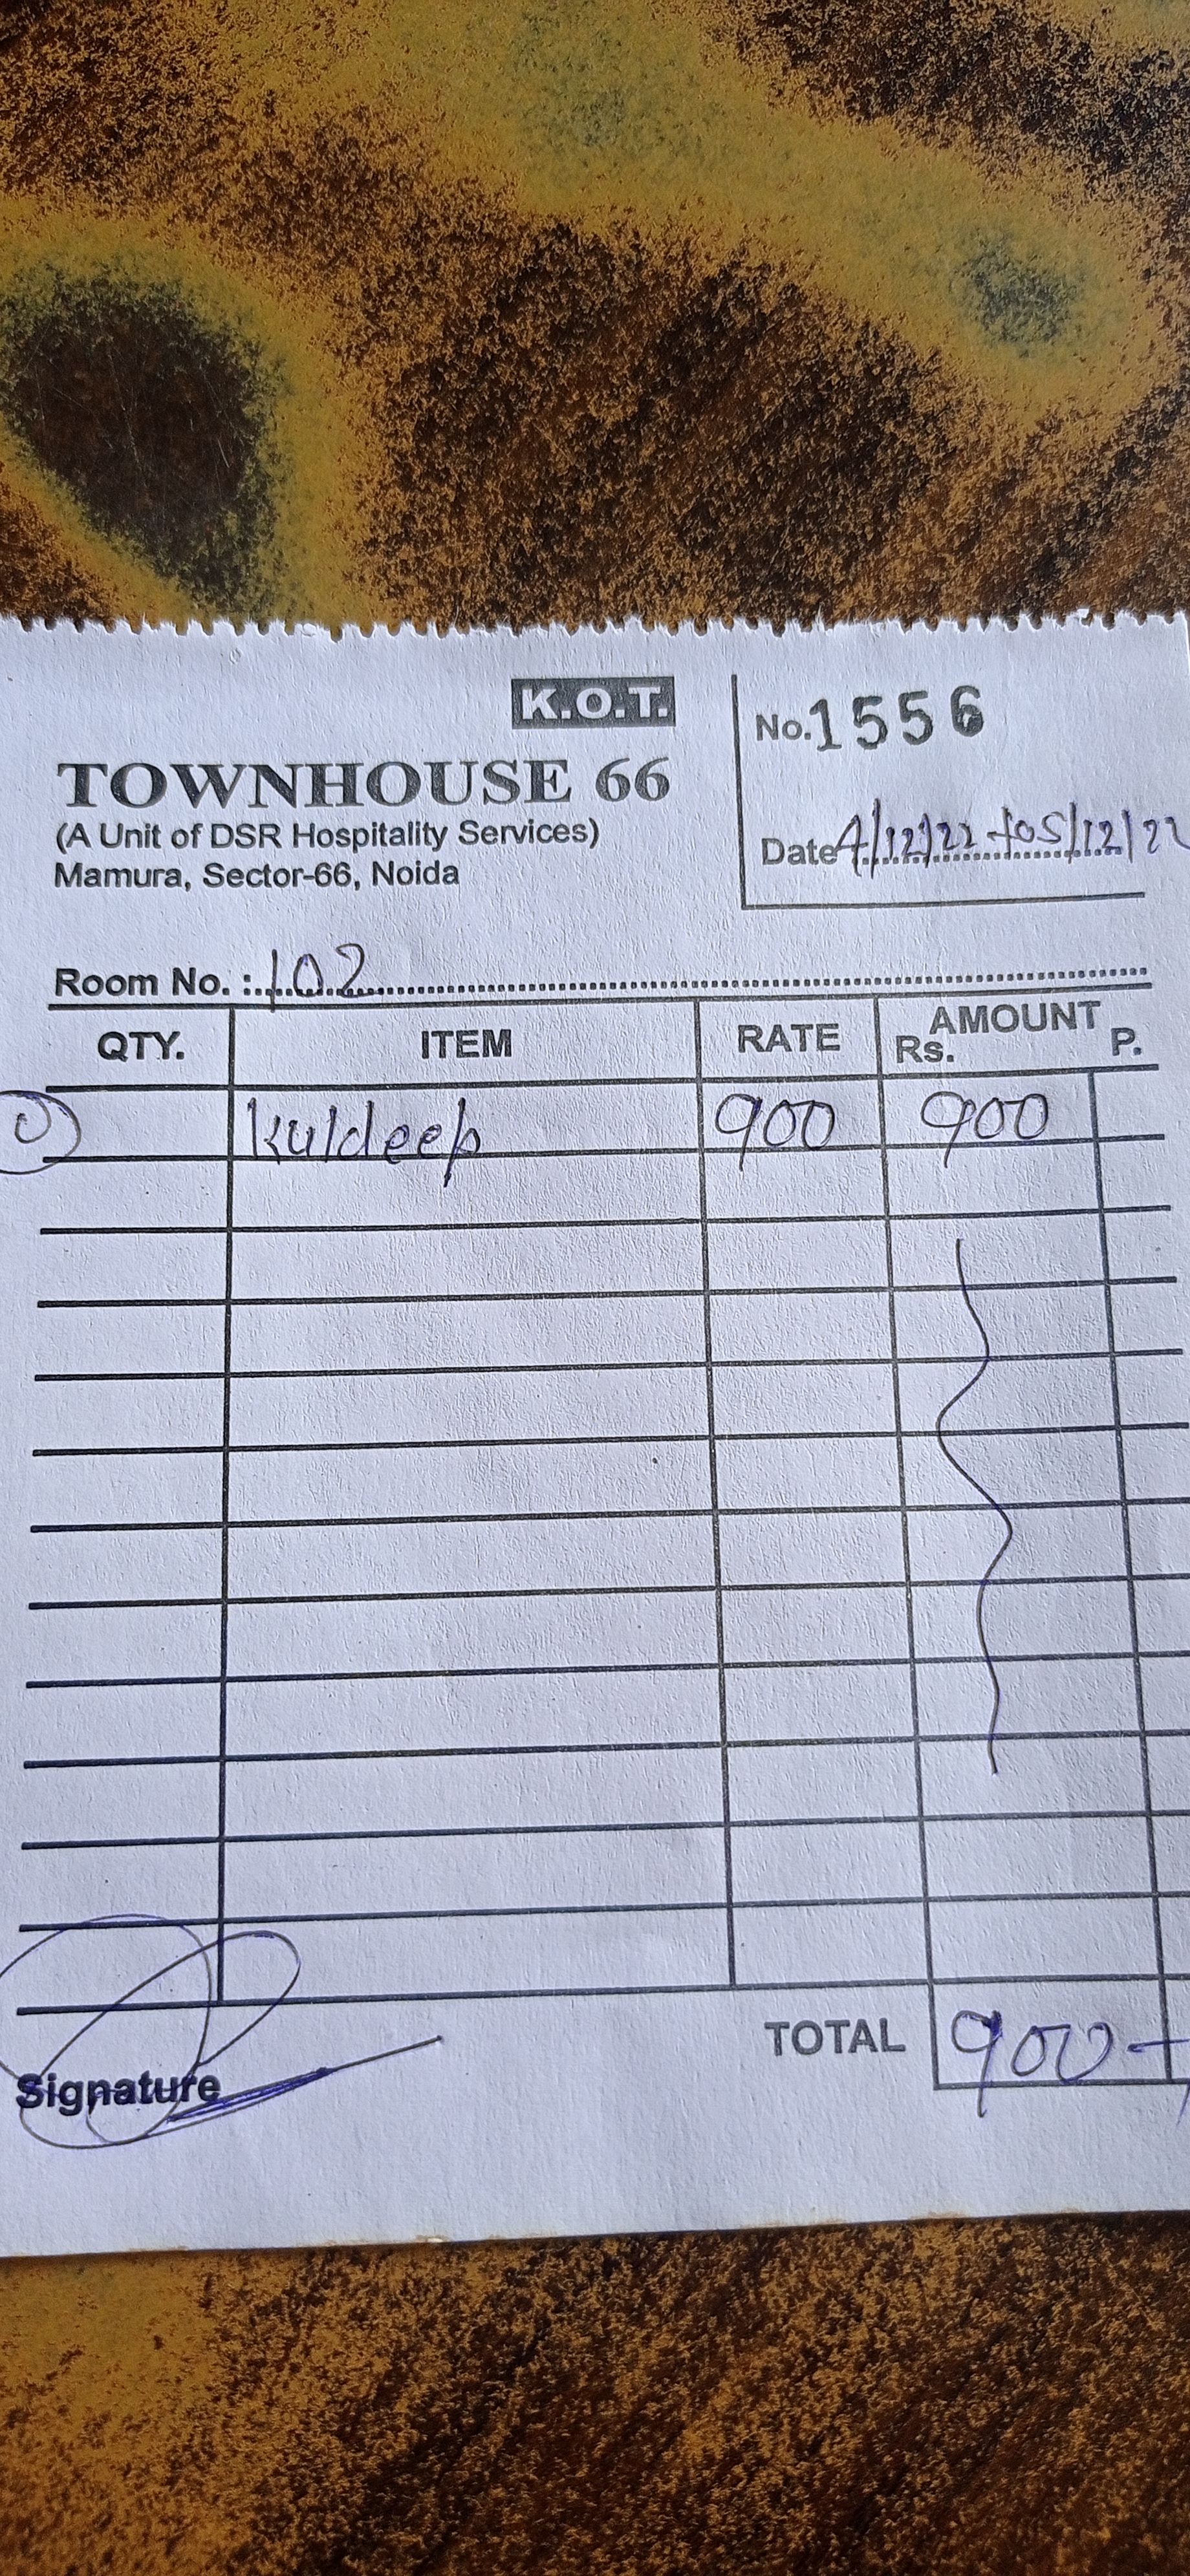 K.O.T.
No. 1556
TOWNHOUSE 66
(A Unit of DSR Hospitality Services)
Mamura, Sector-66, Noida
Date 4/12/22 to 5/12/22
Room No. : 102
QTY. ITEM RATE AMOUNT
Rs. P.
Kuldeep 900 900
TOTAL 900
Signature